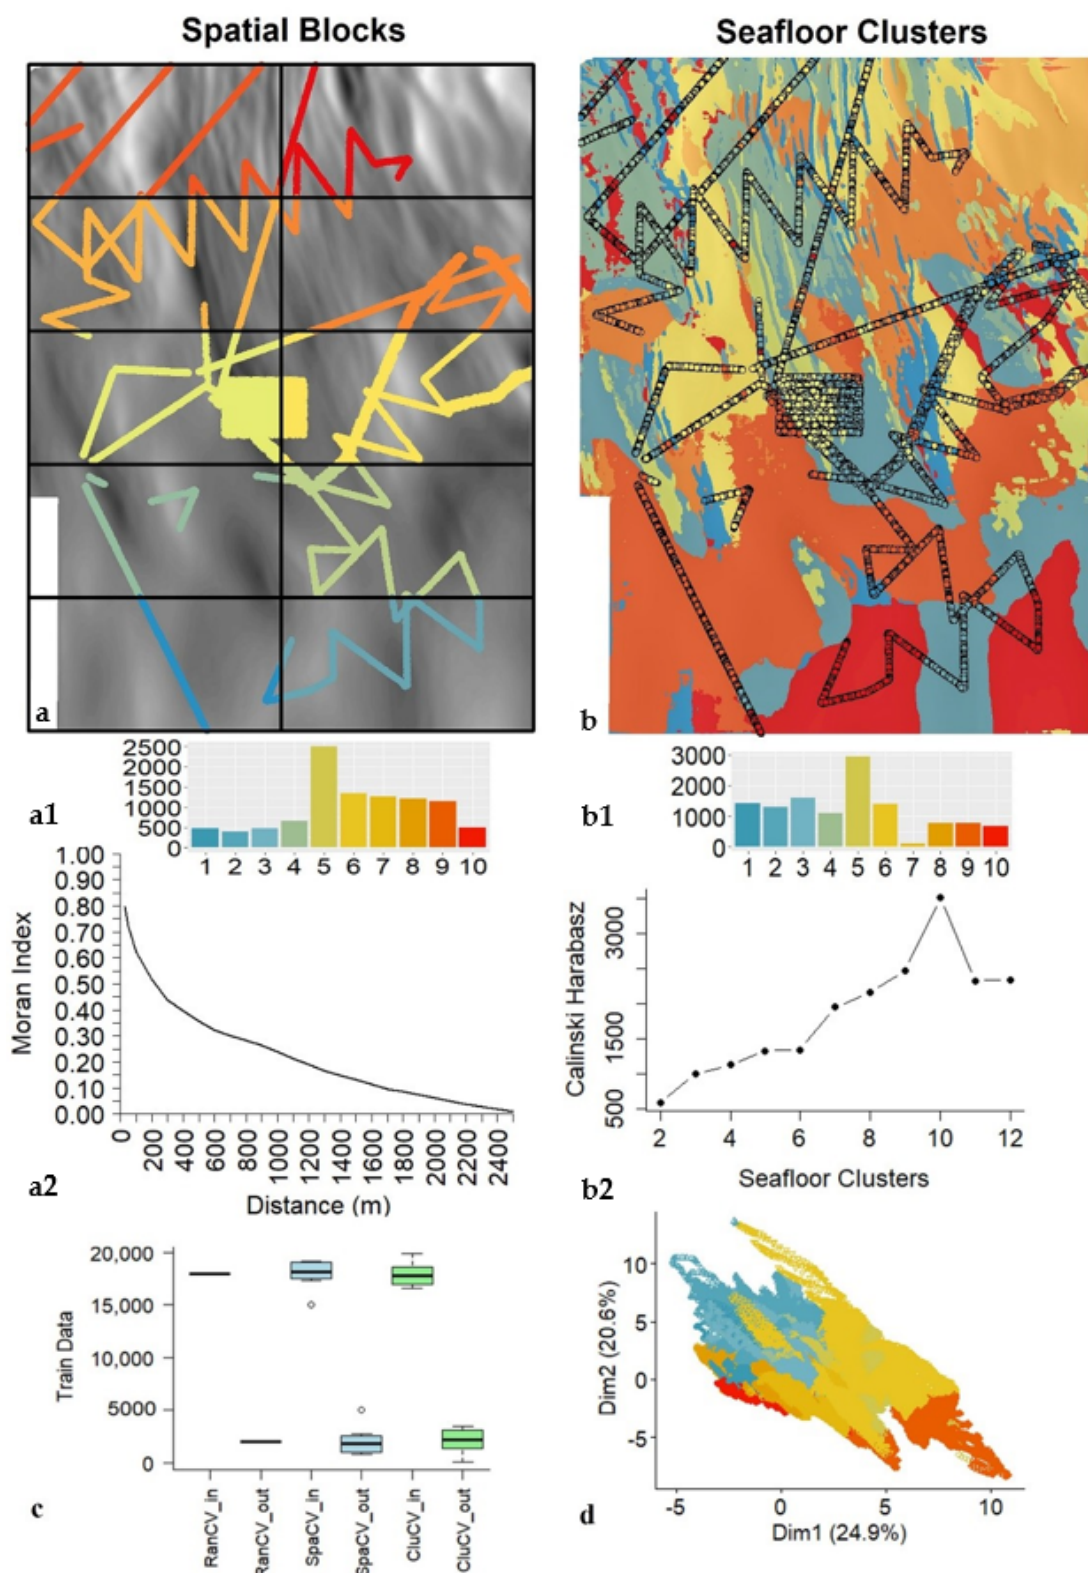 Spatial Blocks
Seafloor Clusters
a
b
2500
2000
1500
1000
500
0
a1
1 2 3 4 5 6 7 8 9 10
3000
2000
1000
0
b1
1 2 3 4 5 6 7 8 9 10
1.00
0.90
0.80
0.70
0.60
0.50
0.40
0.30
0.20
0.10
0.00
Moran Index
0 200 400 600 800 1000 1200 1400 1600 1800 2000 2200 2400
a2
Distance (m)
3000
1500
500
Calinski Harabasz
2 4 6 8 10 12
b2
Seafloor Clusters
20,000
15,000
10,000
5000
0
Train Data
RanCV_in
RanCV_out
SpaCV_in
SpaCV_out
CluCV_in
CluCV_out
c
10
5
0
-5
Dim2 (20.6%)
-5 0 5 10
d
Dim1 (24.9%)